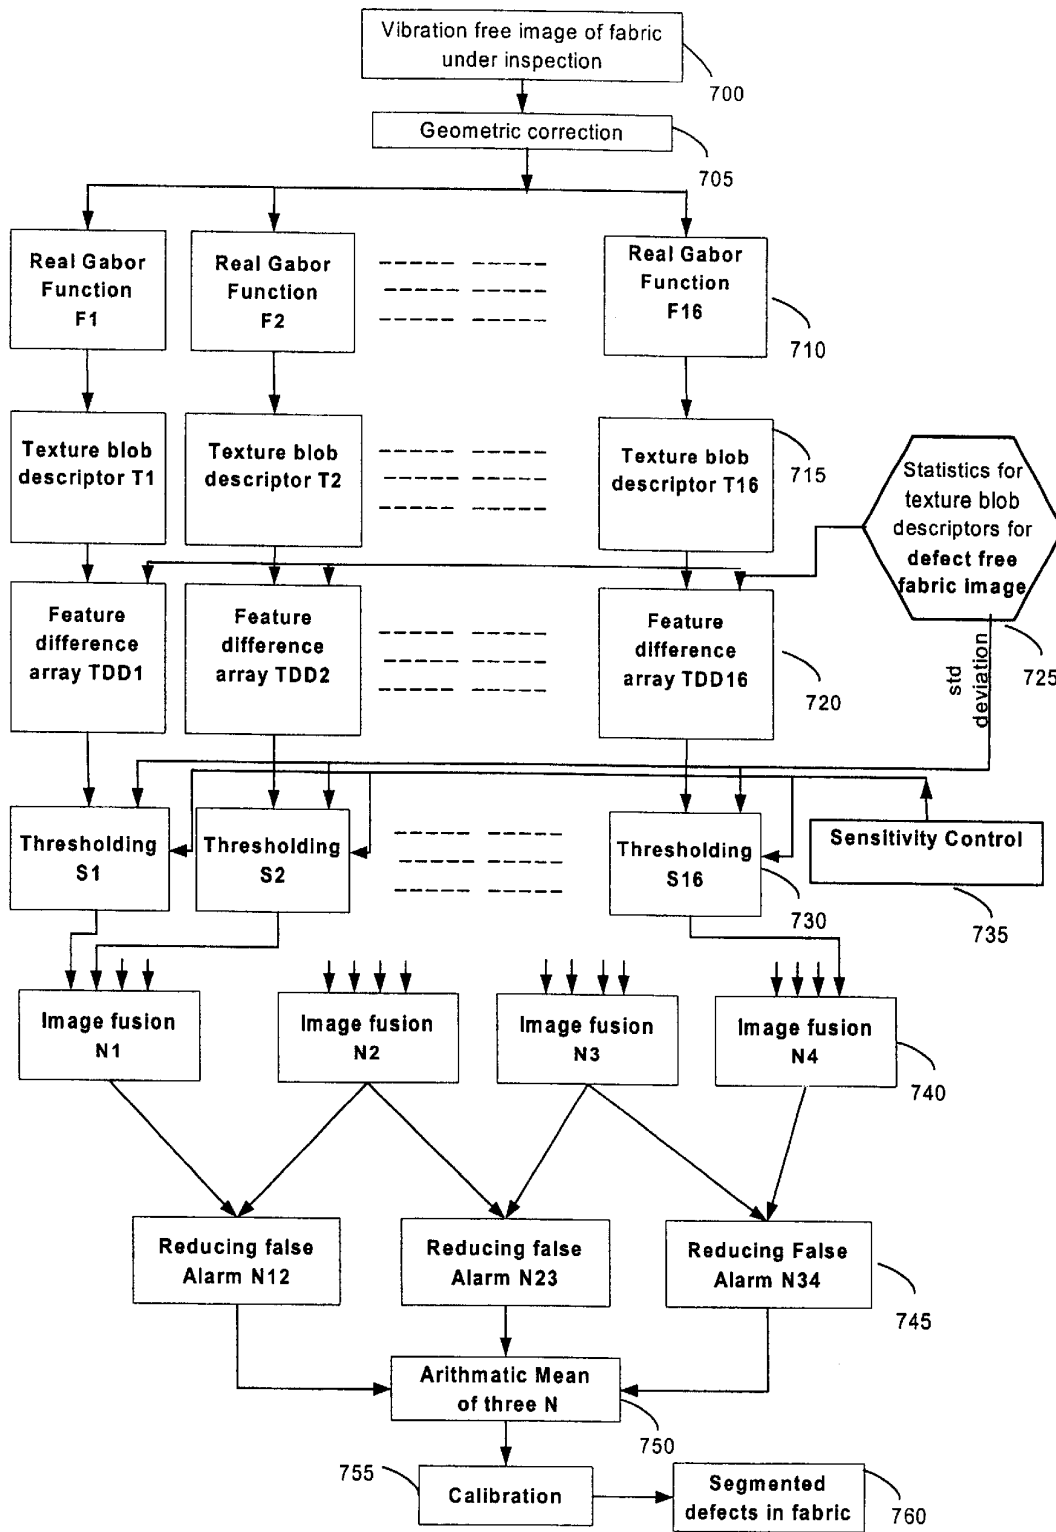 Vibration free image of fabric
under inspection
700
Geometric correction
705
Real Gabor
Function
F1
Real Gabor
Function
F2
Real Gabor
Function
F16
710
Texture blob
descriptor T1
Texture blob
descriptor T2
Texture blob
descriptor T16
715
Statistics for
texture blob
descriptors for
defect free
fabric image
725
Feature
difference
array TDD1
Feature
difference
array TDD2
Feature
difference
array TDD16
720
std
deviation
Thresholding
S1
Thresholding
S2
Thresholding
S16
730
Sensitivity Control
735
Image fusion
N1
Image fusion
N2
Image fusion
N3
Image fusion
N4
740
Reducing false
Alarm N12
Reducing false
Alarm N23
Reducing False
Alarm N34
745
Arithmatic Mean
of three N
750
755
Calibration
Segmented
defects in fabric
760